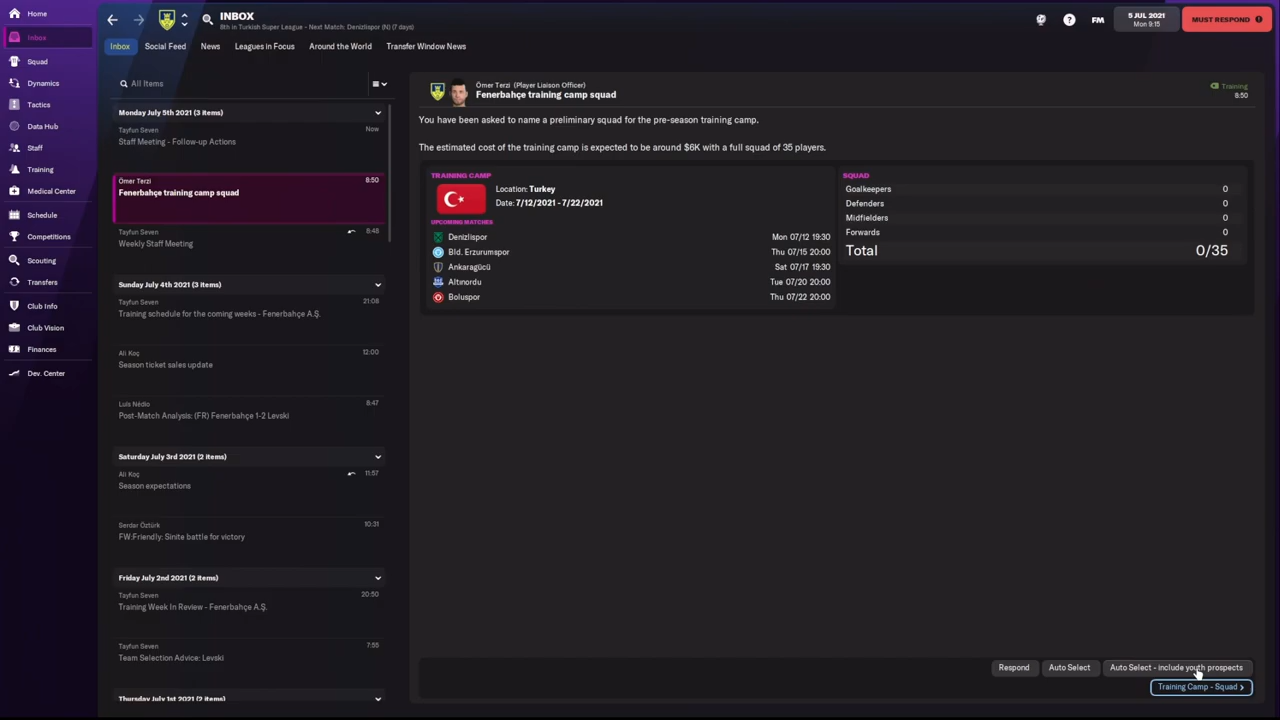 Home
Inbox
Squad
Dynamics
Tactics
Data Hub
Staff
Training
Medical Center
Schedule
Competitions
Scouting
Transfers
Club Info
Club Vision
Finances
Dev. Center
INBOX
8th in Turkish Super League - Next Match: Denizlispor (N) (7 days)
FM
5 JUL 2021
Mon 9:15
MUST RESPOND
Inbox
Social Feed
News
Leagues in Focus
Around the World
Transfer Window News
All Items
Monday July 5th 2021 (3 items)
Tayfun Seven
Now
Staff Meeting - Follow-up Actions
Ömer Terzi
8:50
Fenerbahçe training camp squad
Tayfun Seven
8:48
Weekly Staff Meeting
Sunday July 4th 2021 (3 items)
Tayfun Seven
21:08
Training schedule for the coming weeks - Fenerbahçe A.Ş.
Ali Koç
12:00
Season ticket sales update
Luís Nédio
8:47
Post-Match Analysis: (FR) Fenerbahçe 1-2 Levski
Saturday July 3rd 2021 (2 items)
Ali Koç
11:57
Season expectations
Serdar Öztürk
10:31
FW:Friendly: Sinite battle for victory
Friday July 2nd 2021 (2 items)
Tayfun Seven
20:50
Training Week In Review - Fenerbahçe A.Ş.
Tayfun Seven
7:55
Team Selection Advice: Levski
Thursday July 1st 2021 (2 items)
Ömer Terzi (Player Liaison Officer)
Fenerbahçe training camp squad
Training
8:50
You have been asked to name a preliminary squad for the pre-season training camp.
The estimated cost of the training camp is expected to be around $6K with a full squad of 35 players.
TRAINING CAMP
Location: Turkey
Date: 7/12/2021 - 7/22/2021
UPCOMING MATCHES
Denizlispor Mon 07/12 19:30
Bld. Erzurumspor Thu 07/15 20:00
Ankaragücü Sat 07/17 19:30
Altınordu Tue 07/20 20:00
Boluspor Thu 07/22 20:00
SQUAD
Goalkeepers 0
Defenders 0
Midfielders 0
Forwards 0
Total 0/35
Respond
Auto Select
Auto Select - include youth prospects
Training Camp - Squad